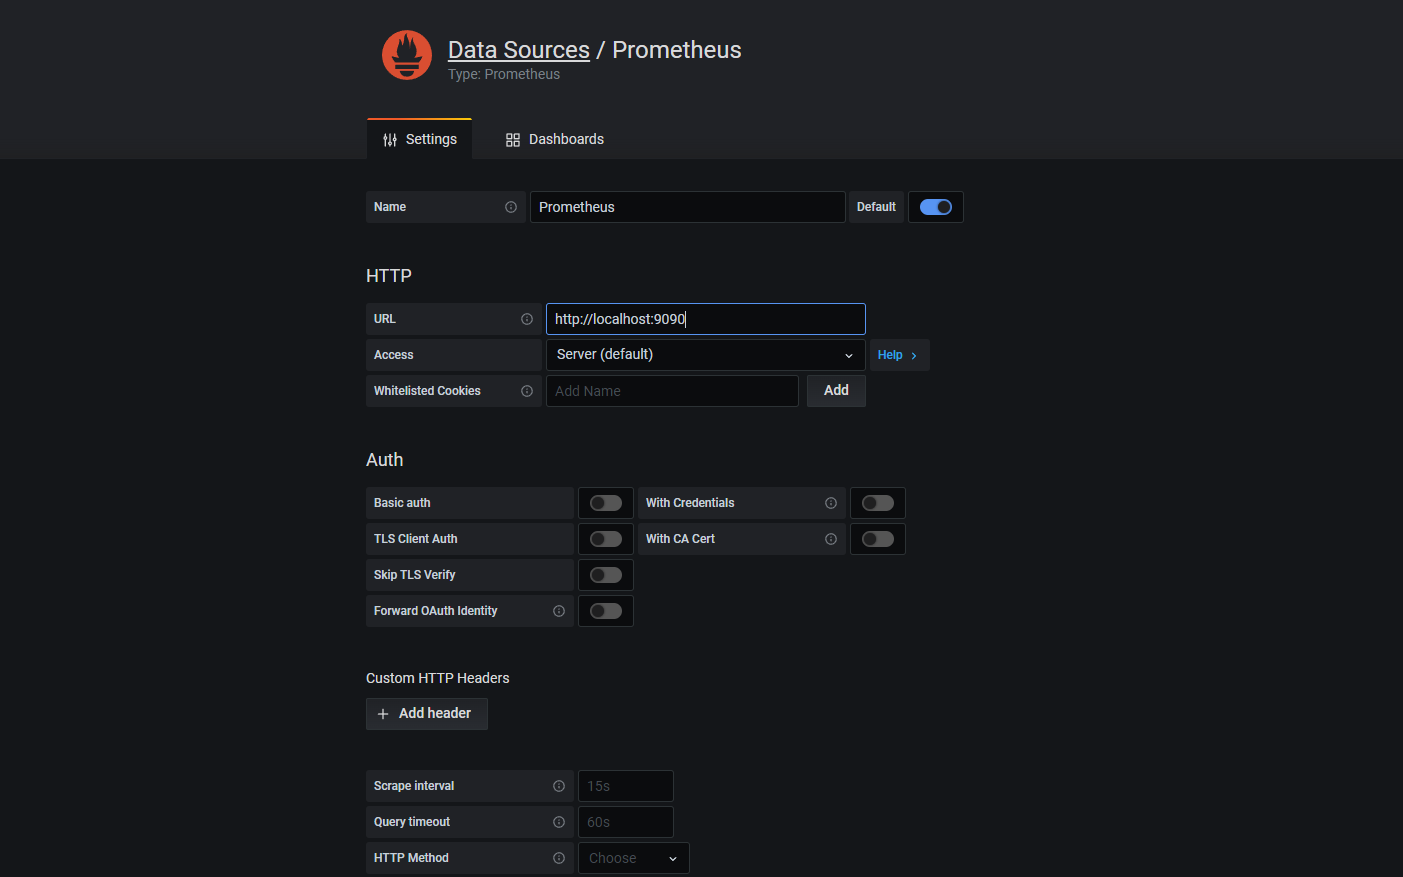 Data Sources / Prometheus
Type: Prometheus
Settings Dashboards
Name Prometheus Default
HTTP
URL http://localhost:9090
Access Server (default) Help
Whitelisted Cookies Add Name Add
Auth
Basic auth With Credentials
TLS Client Auth With CA Cert
Skip TLS Verify
Forward OAuth Identity
Custom HTTP Headers
Add header
Scrape interval 15s
Query timeout 60s
HTTP Method Choose